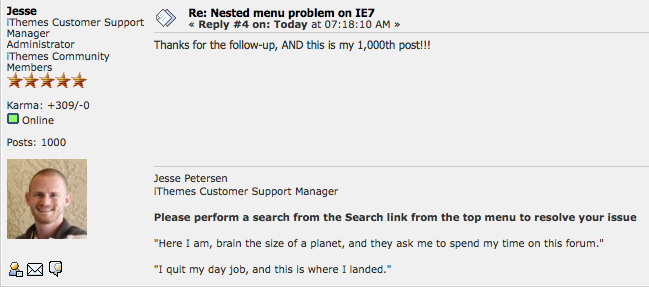 Jesse
iThemes Customer Support
Manager
Administrator
iThemes Community
Members
Karma: +309/-0
Online
Posts: 1000
Re: Nested menu problem on IE7
« Reply #4 on: Today at 07:18:10 AM »
Thanks for the follow-up, AND this is my 1,000th post!!!
Jesse Petersen
iThemes Customer Support Manager
Please perform a search from the Search link from the top menu to resolve your issue
"Here I am, brain the size of a planet, and they ask me to spend my time on this forum."
"I quit my day job, and this is where I landed."